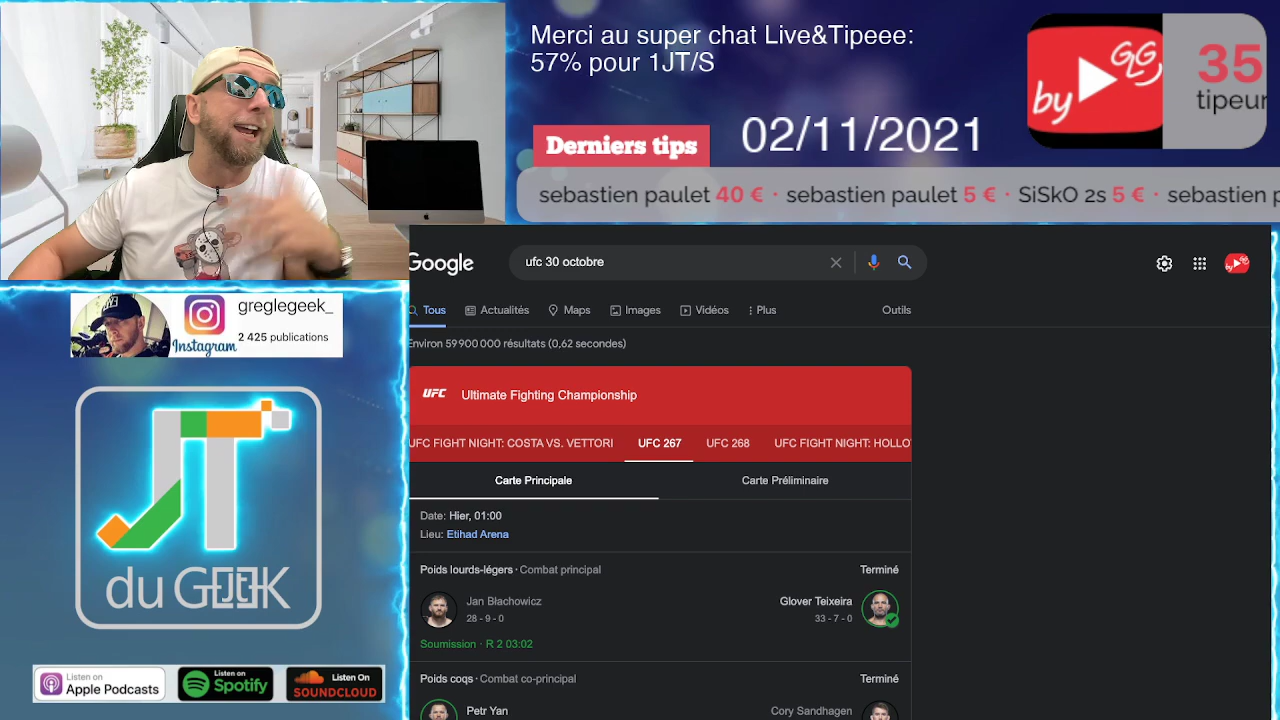 Merci au super chat Live&Tipeee:
57% pour 1JT/S
by GLG
35
tipeur
Derniers tips
02/11/2021
sebastien paulet 40 € · sebastien paulet 5 € · SiSkO 2s 5 € · sebastien p
Google
ufc 30 octobre
Tous
Actualités
Maps
Images
Vidéos
Plus
Outils
Environ 59 900 000 résultats (0,62 secondes)
UFC
Ultimate Fighting Championship
UFC FIGHT NIGHT: COSTA VS. VETTORI
UFC 267
UFC 268
UFC FIGHT NIGHT: HOLLO
Carte Principale
Carte Préliminaire
Date: Hier, 01:00
Lieu: Etihad Arena
Poids lourds-légers · Combat principal
Terminé
Jan Błachowicz
28 - 9 - 0
Glover Teixeira
33 - 7 - 0
Soumission · R 2 03:02
Poids coqs · Combat co-principal
Terminé
Petr Yan
Cory Sandhagen
greglegeek_
2 425 publications
Instagram
JT
du GEEK
Listen on
Apple Podcasts
Listen on
Spotify
Listen On
SOUNDCLOUD